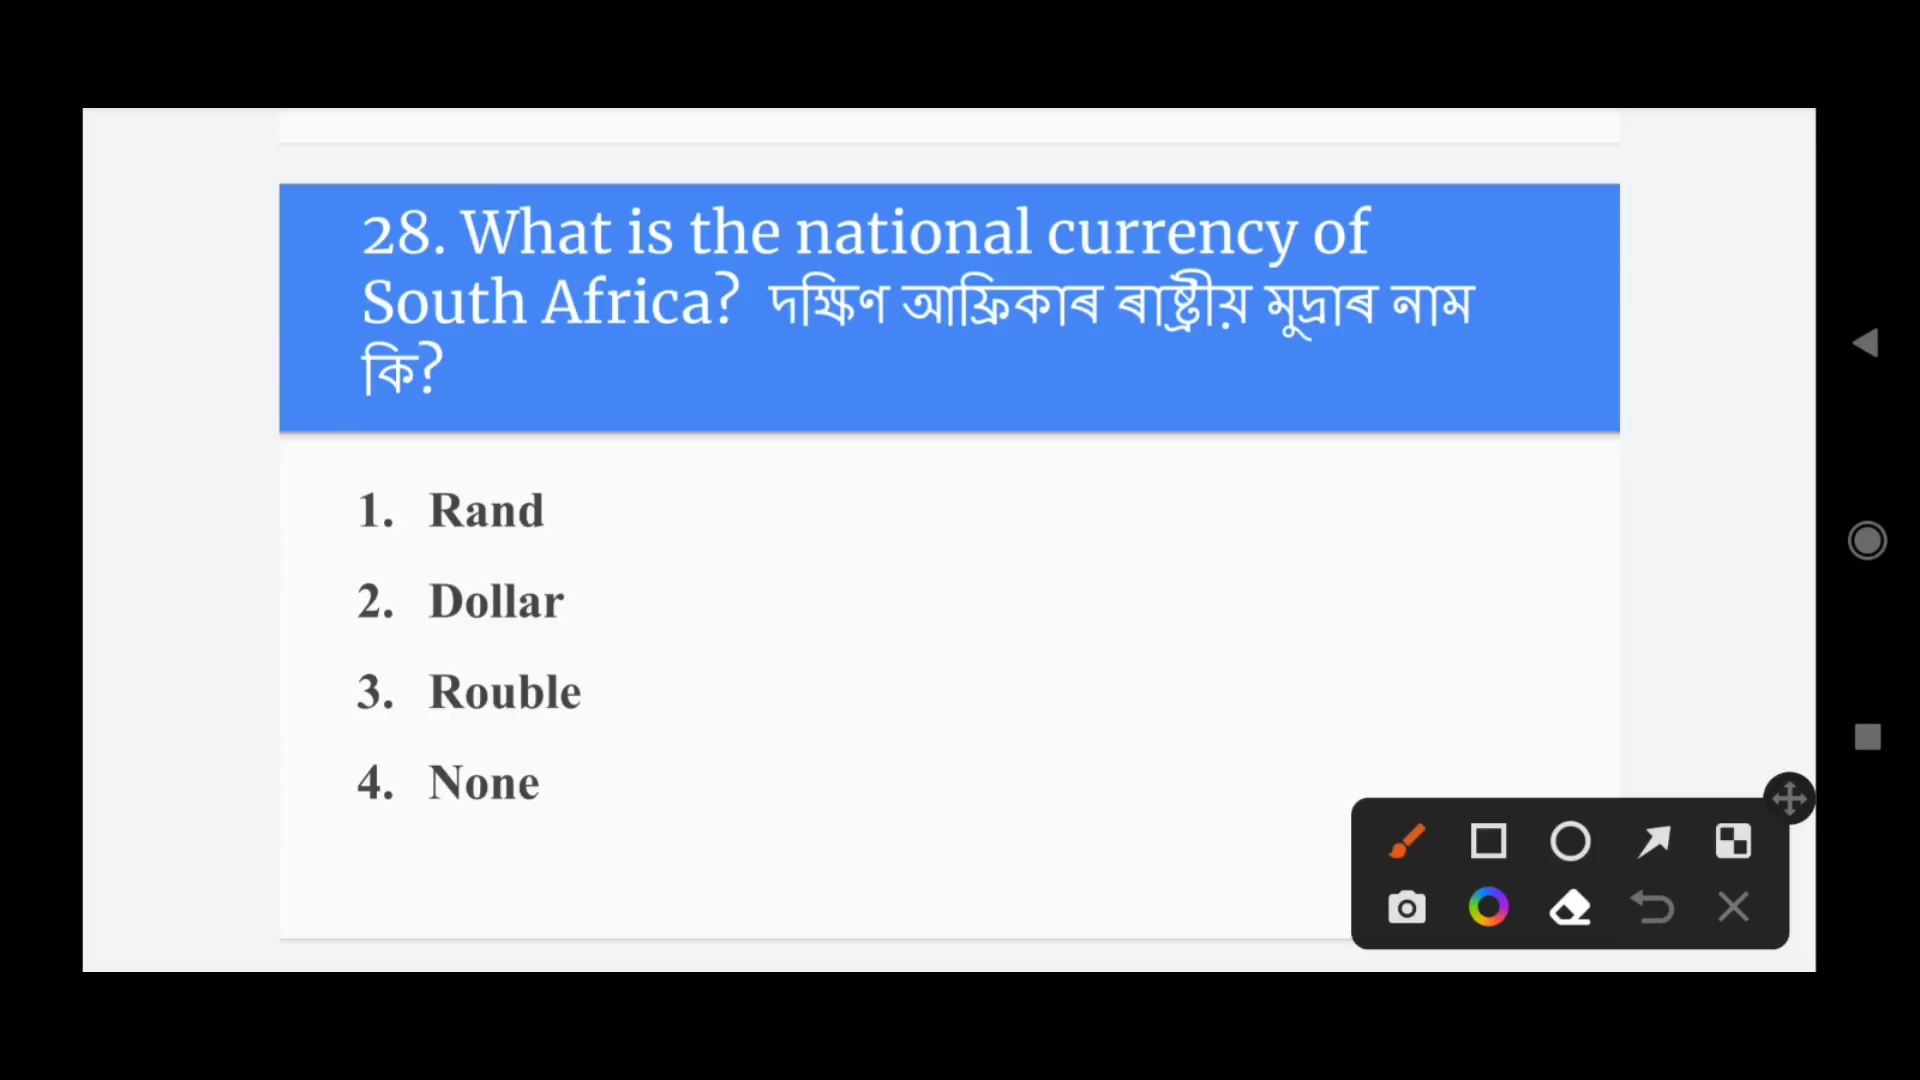 28. What is the national currency of
South Africa? দক্ষিণ আফ্ৰিকাৰ ৰাষ্ট্ৰীয় মুদ্ৰাৰ নাম
কি?
1. Rand
2. Dollar
3. Rouble
4. None